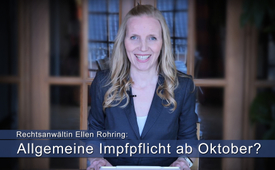 Rechtsanwältin Ellen Rohring:
Allgemeine Impfpflicht ab Oktober?